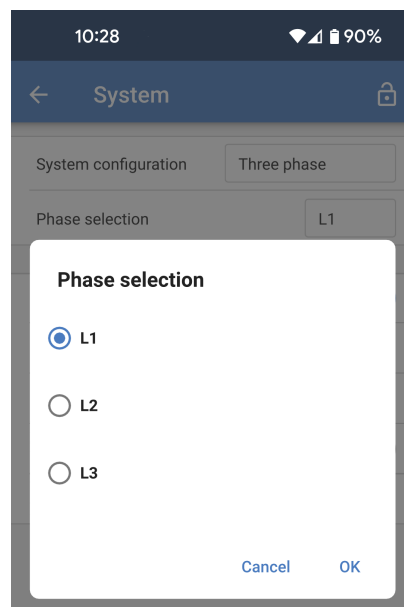 10:28
90%
System
System configuration
Three phase
Phase selection
L1
Phase selection
L1
L2
L3
Cancel
OK